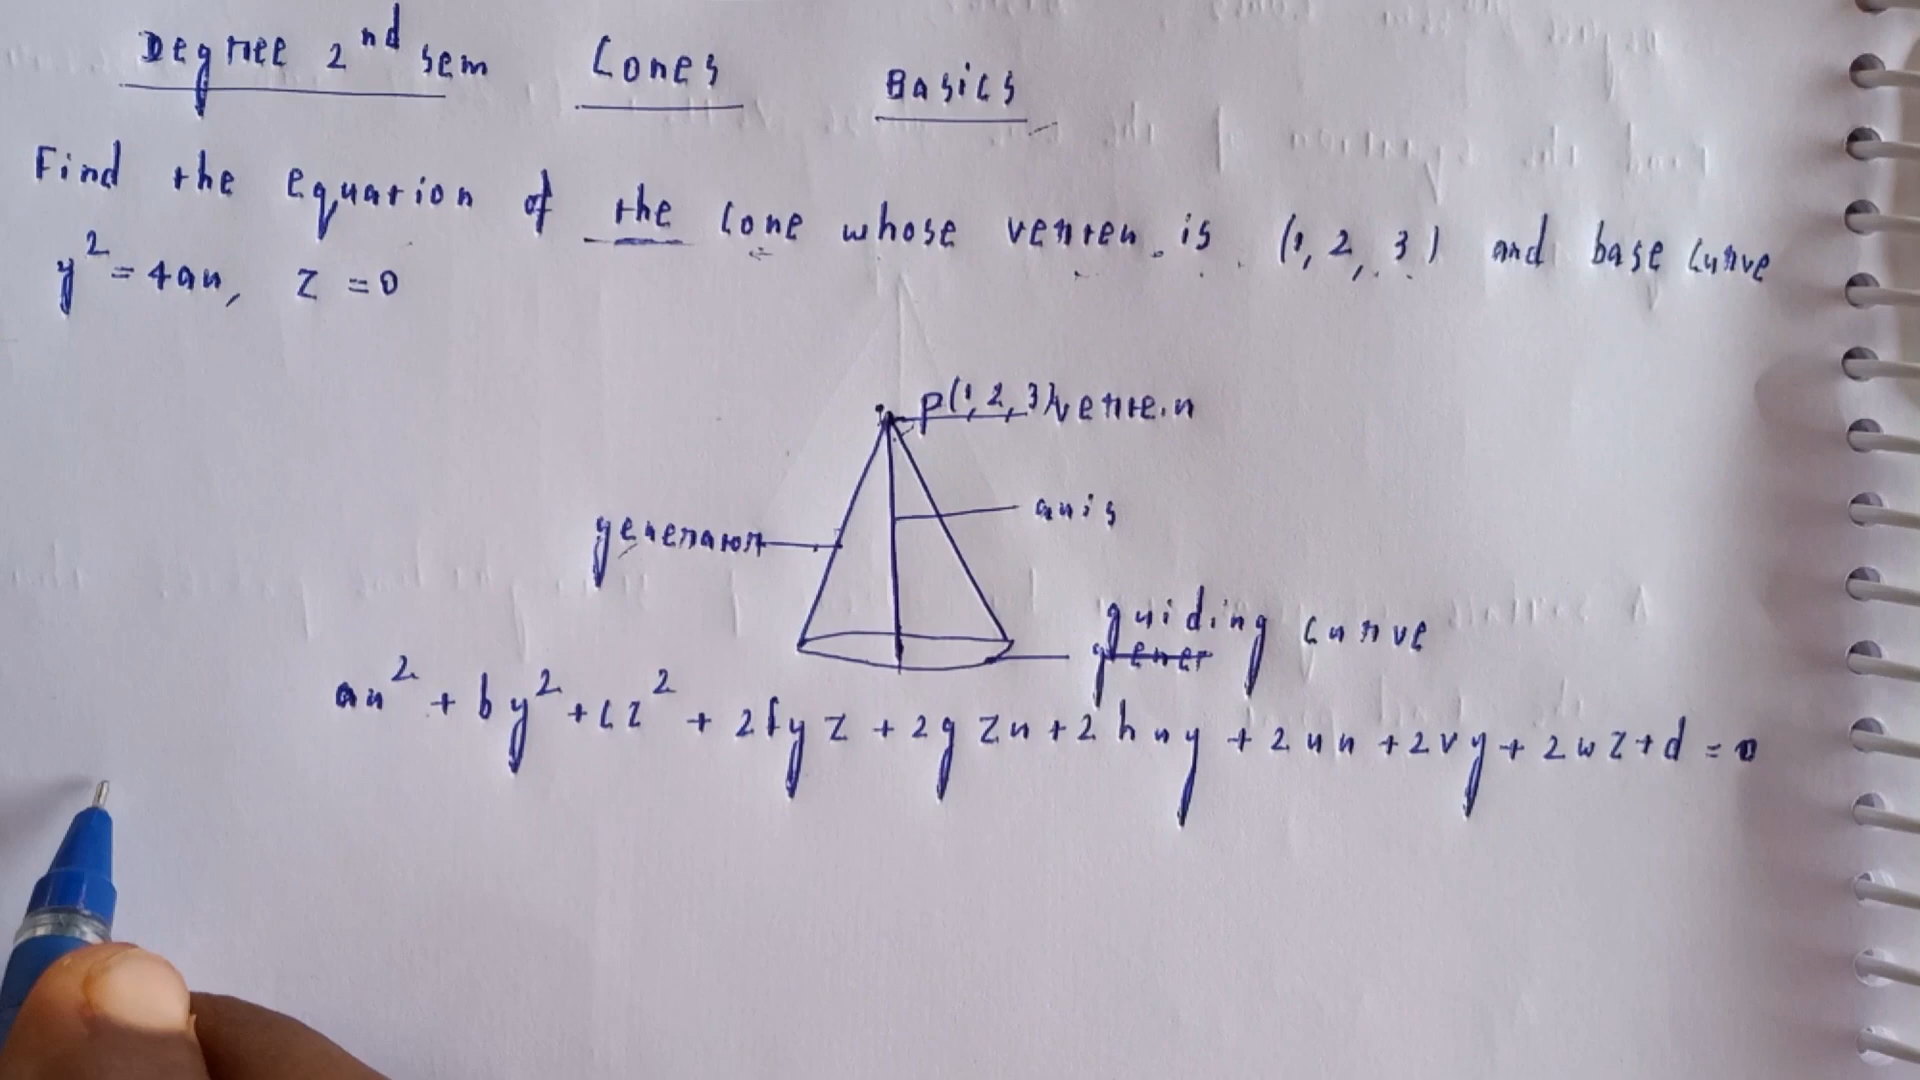 Degree 2nd sem Cones Basics
Find the equation of the cone whose vertex is (1, 2, 3) and base curve
y² = 4ax, z = 0
P(1, 2, 3) vertex
axis
generator
guiding curve
gener
ax² + by² + cz² + 2fyz + 2gzx + 2hxy + 2ux + 2vy + 2wz + d = 0